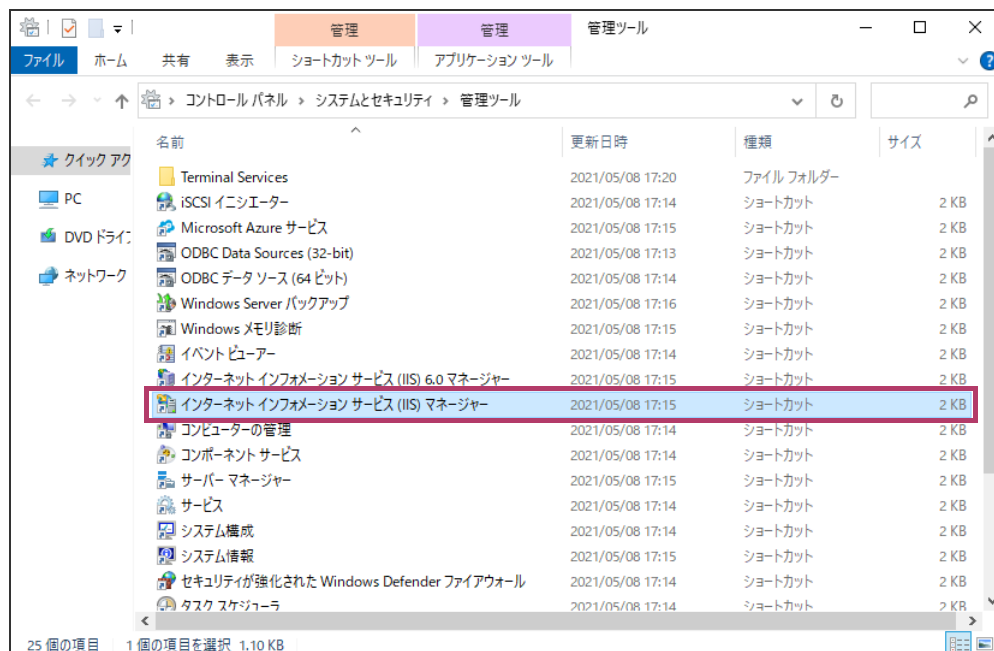 管理 管理 管理ツール
ファイル ホーム 共有 表示 ショートカット ツール アプリケーション ツール
コントロール パネル › システムとセキュリティ › 管理ツール
名前 更新日時 種類 サイズ
クイック アク
PC
DVD ドライブ
ネットワーク
Terminal Services 2021/05/08 17:20 ファイル フォルダー
iSCSI イニシエーター 2021/05/08 17:14 ショートカット 2 KB
Microsoft Azure サービス 2021/05/08 17:15 ショートカット 2 KB
ODBC Data Sources (32-bit) 2021/05/08 17:13 ショートカット 2 KB
ODBC データ ソース (64 ビット) 2021/05/08 17:14 ショートカット 2 KB
Windows Server バックアップ 2021/05/08 17:16 ショートカット 2 KB
Windows メモリ診断 2021/05/08 17:15 ショートカット 2 KB
イベント ビューアー 2021/05/08 17:14 ショートカット 2 KB
インターネット インフォメーション サービス (IIS) 6.0 マネージャー 2021/05/08 17:15 ショートカット 2 KB
インターネット インフォメーション サービス (IIS) マネージャー 2021/05/08 17:15 ショートカット 2 KB
コンピューターの管理 2021/05/08 17:14 ショートカット 2 KB
コンポーネント サービス 2021/05/08 17:14 ショートカット 2 KB
サーバー マネージャー 2021/05/08 17:15 ショートカット 2 KB
サービス 2021/05/08 17:14 ショートカット 2 KB
システム構成 2021/05/08 17:14 ショートカット 2 KB
システム情報 2021/05/08 17:15 ショートカット 2 KB
セキュリティが強化された Windows Defender ファイアウォール 2021/05/08 17:14 ショートカット 2 KB
タスク スケジューラ 2021/05/08 17:14 ショートカット 2 KB
25 個の項目 1 個の項目を選択 1.10 KB